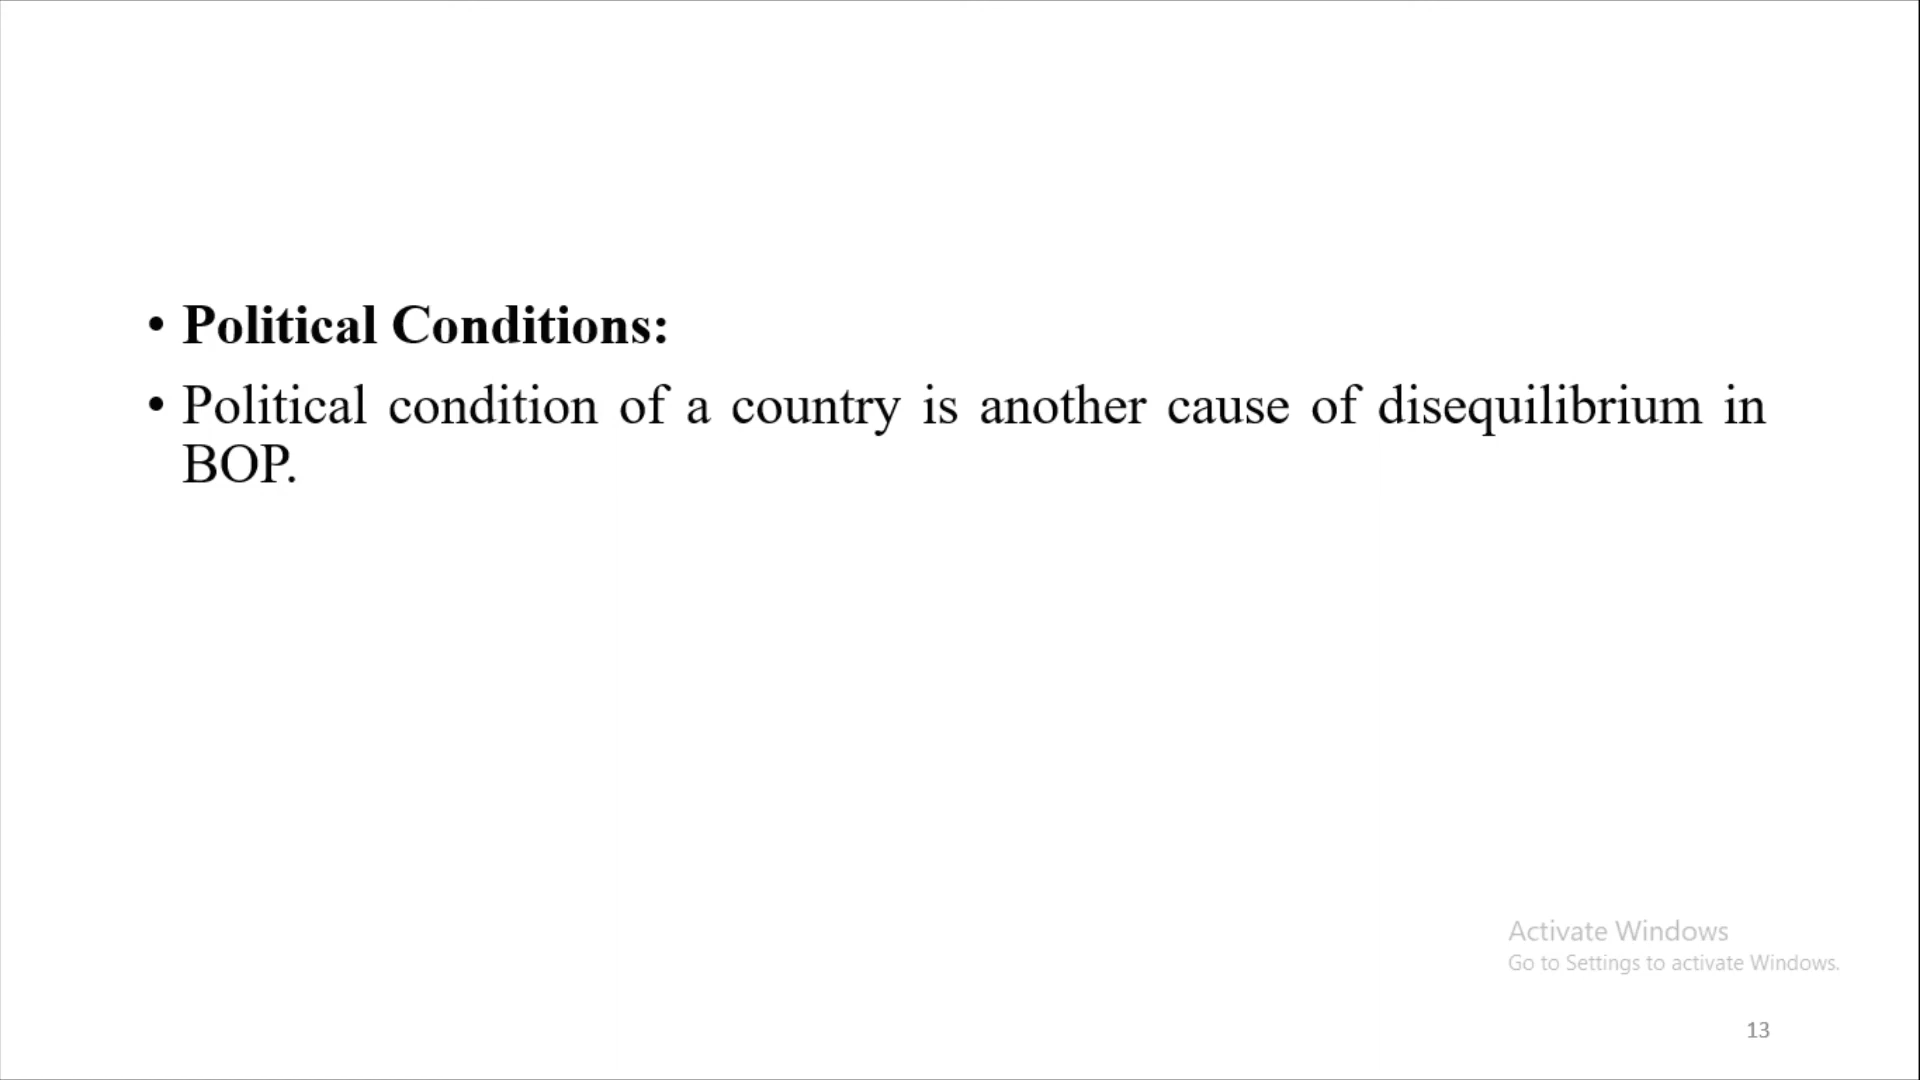 • Political Conditions:
• Political condition of a country is another cause of disequilibrium in
BOP.
Activate Windows
Go to Settings to activate Windows.
13